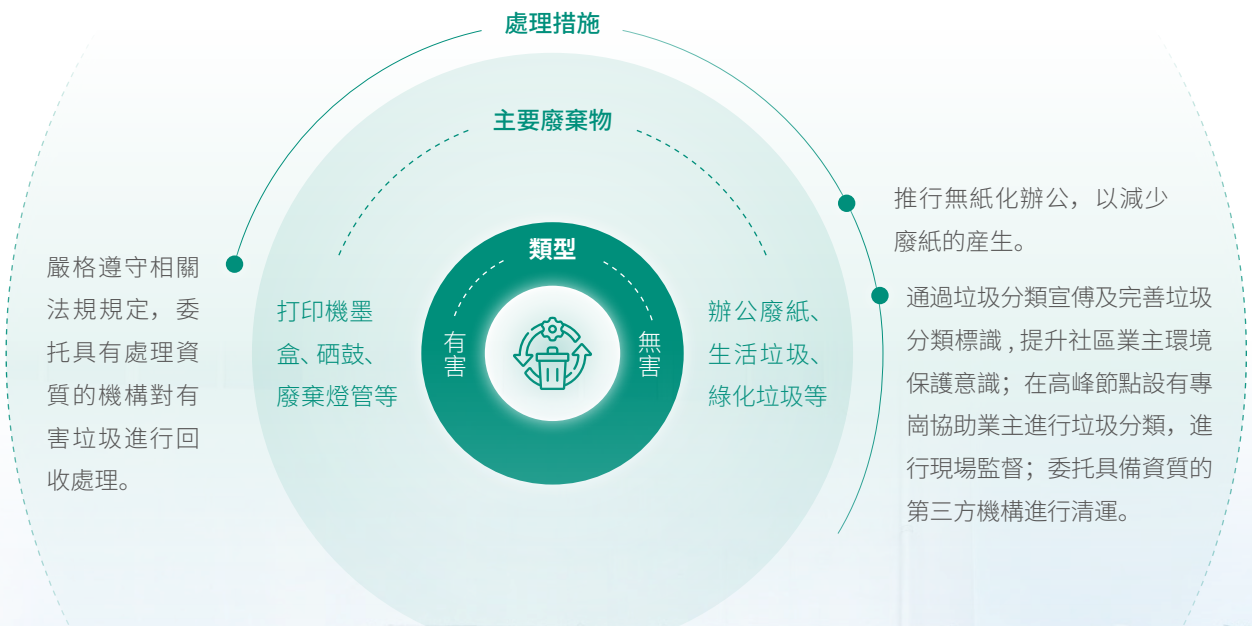 處理措施
主要廢棄物
類型
有害
無害
嚴格遵守相關
法規規定，委
托具有處理資
質的機構對有
害垃圾進行回
收處理。
打印機墨
盒、硒鼓、
廢棄燈管等
辦公廢紙、
生活垃圾、
綠化垃圾等
推行無紙化辦公，以減少
廢紙的産生。
通過垃圾分類宣傳及完善垃圾
分類標識 , 提升社區業主環境
保護意識；在高峰節點設有專
崗協助業主進行垃圾分類，進
行現場監督；委托具備資質的
第三方機構進行清運。